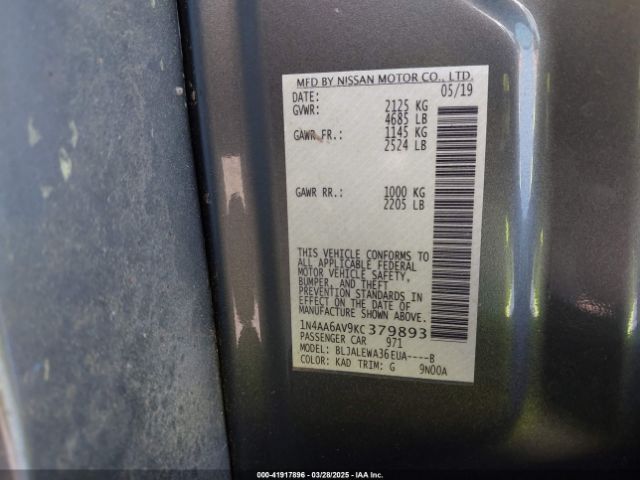 MFD BY NISSAN MOTOR CO., LTD.
DATE: 05/19
GVWR: 2125 KG
4685 LB
GAWR FR.: 1145 KG
2524 LB
GAWR RR.: 1000 KG
2205 LB
THIS VEHICLE CONFORMS TO
ALL APPLICABLE FEDERAL
MOTOR VEHICLE SAFETY,
BUMPER, AND THEFT
PREVENTION STANDARDS IN
EFFECT ON THE DATE OF
MANUFACTURE SHOWN ABOVE.
1N4AA6AV9KC379893
PASSENGER CAR 971
MODEL: BLJALEWA36EUA----B
COLOR: KAD TRIM: G 9N00A
000-41917896 - 03/28/2025 - IAAI.COM